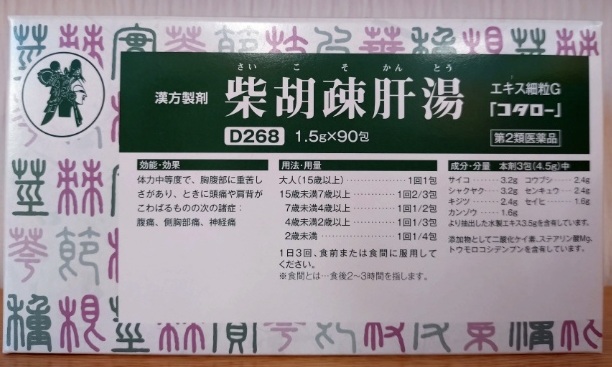 さいこそかんとう
漢方製剤 柴胡疎肝湯 エキス細粒G「コタロー」
D268 1.5g×90包 第2類医薬品
効能・効果
体力中等度で、胸腹部に重苦し
さがあり、ときに頭痛や肩背が
こわばるものの次の諸症:
腹痛、側胸部痛、神経痛
用法・用量
大人(15歳以上)……………1回1包
15歳未満7歳以上…………1回2/3包
7歳未満4歳以上…………1回1/2包
4歳未満2歳以上…………1回1/3包
2歳未満……………………1回1/4包
1日3回、食前または食間に服用して
ください。
※食間とは…食後2〜3時間を指します。
成分・分量 本剤3包(4.5g)中
サイコ……………3.2g コウブシ……2.4g
シャクヤク……3.2g センキュウ…2.4g
キジツ…………2.4g セイヒ………1.6g
カンゾウ………1.6g
より抽出した水製エキス3.5gを含有しています。
添加物として二酸化ケイ素、ステアリン酸Mg、
トウモロコシデンプンを含有しています。